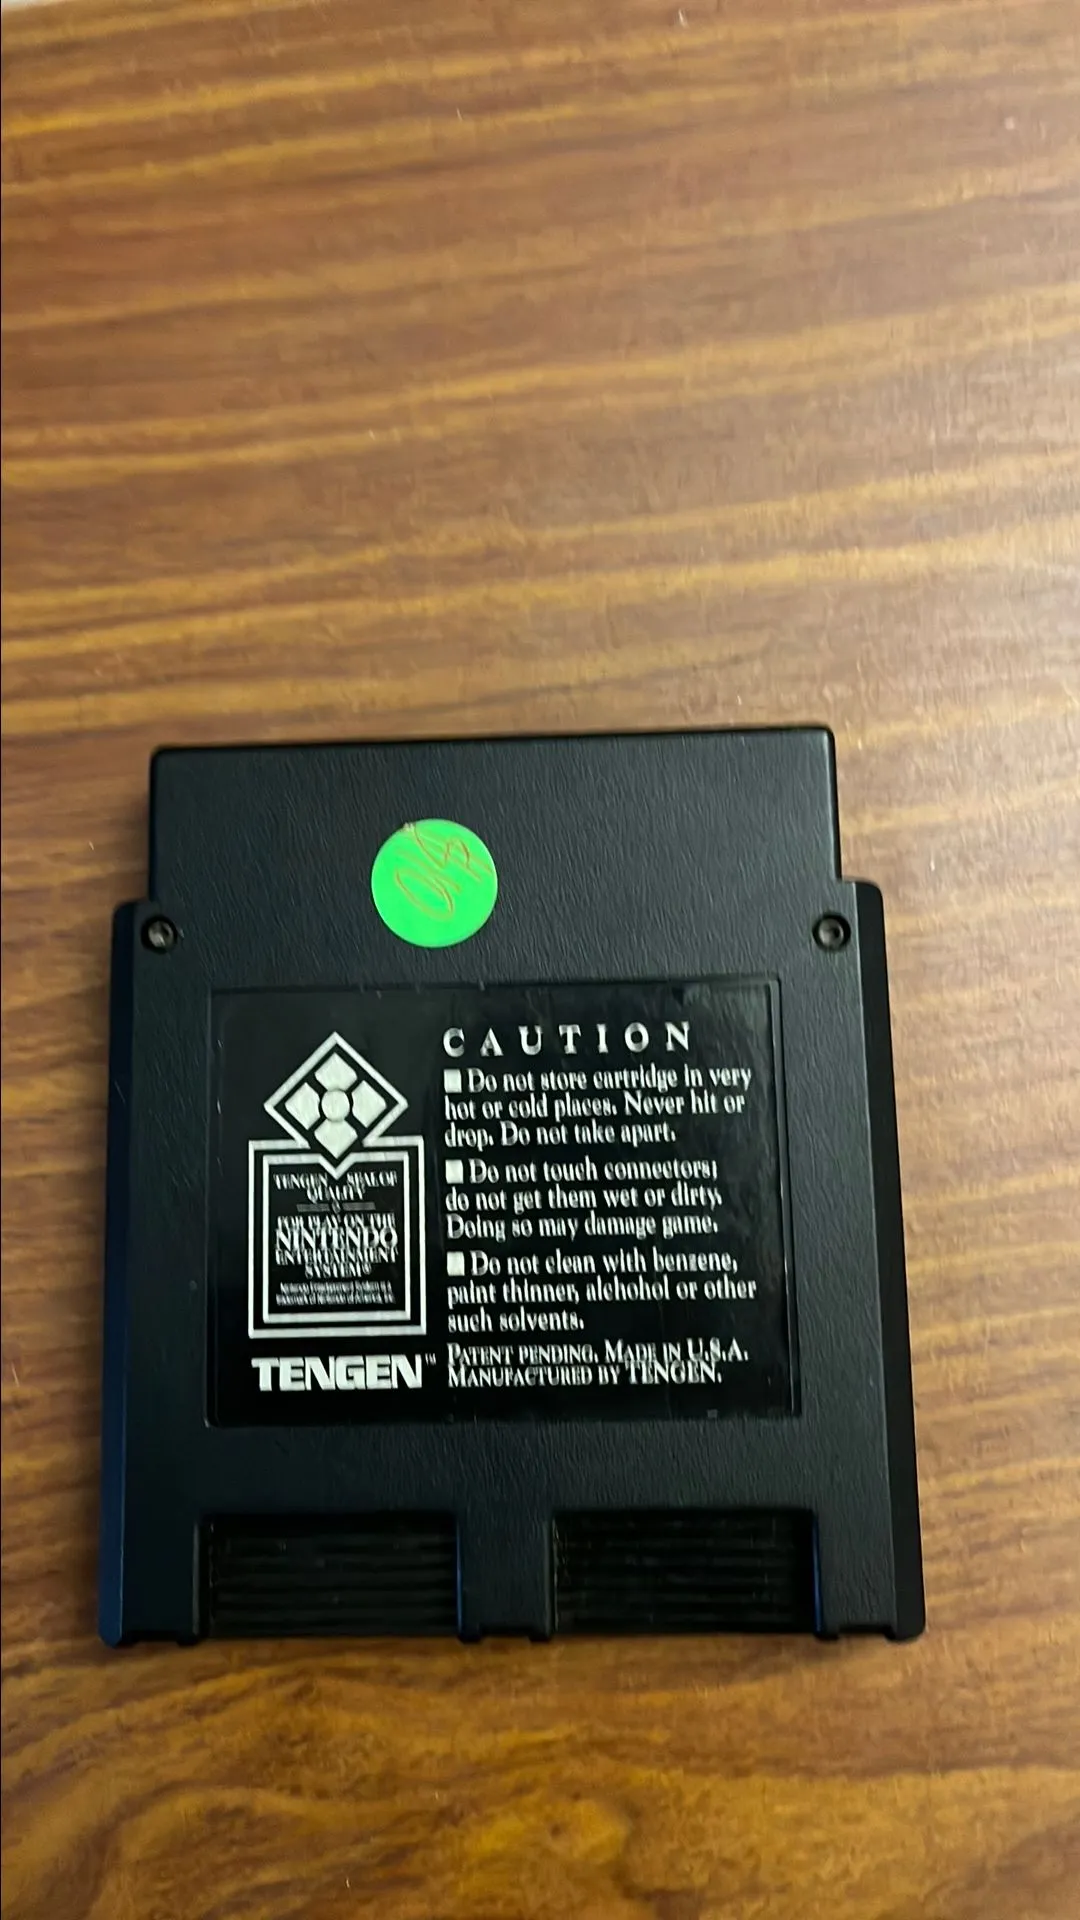 CAUTION
Do not store cartridge in very
hot or cold places. Never hit or
drop. Do not take apart.
Do not touch connectors;
do not get them wet or dirty.
Doing so may damage game.
Do not clean with benzene,
paint thinner, alchohol or other
such solvents.
PATENT PENDING. MADE IN U.S.A.
MANUFACTURED BY TENGEN.
TENGEN SEAL OF
QUALITY
FOR PLAY ON THE
NINTENDO
ENTERTAINMENT
SYSTEM®
TENGEN™